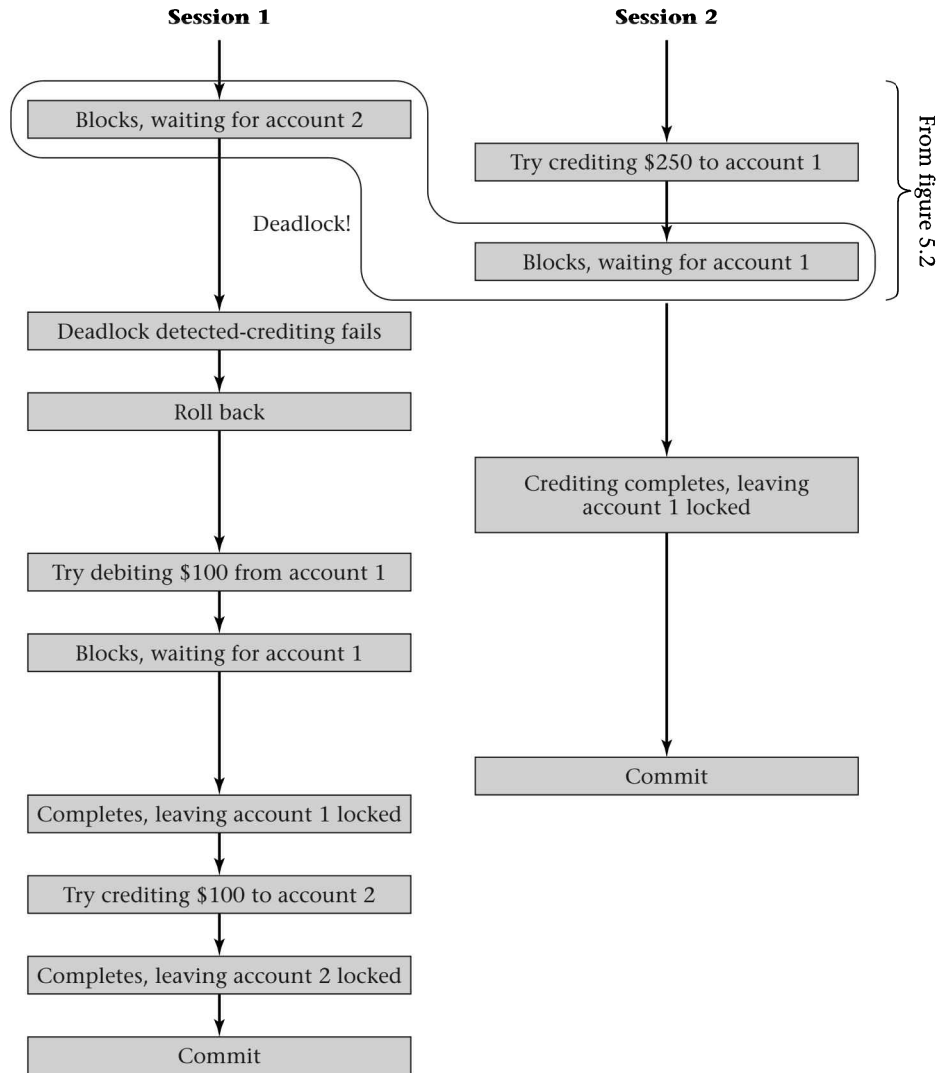 Session 1
Session 2
Blocks, waiting for account 2
Try crediting $250 to account 1
Deadlock!
Blocks, waiting for account 1
From figure 5.2
Deadlock detected-crediting fails
Roll back
Crediting completes, leaving
account 1 locked
Try debiting $100 from account 1
Blocks, waiting for account 1
Commit
Completes, leaving account 1 locked
Try crediting $100 to account 2
Completes, leaving account 2 locked
Commit